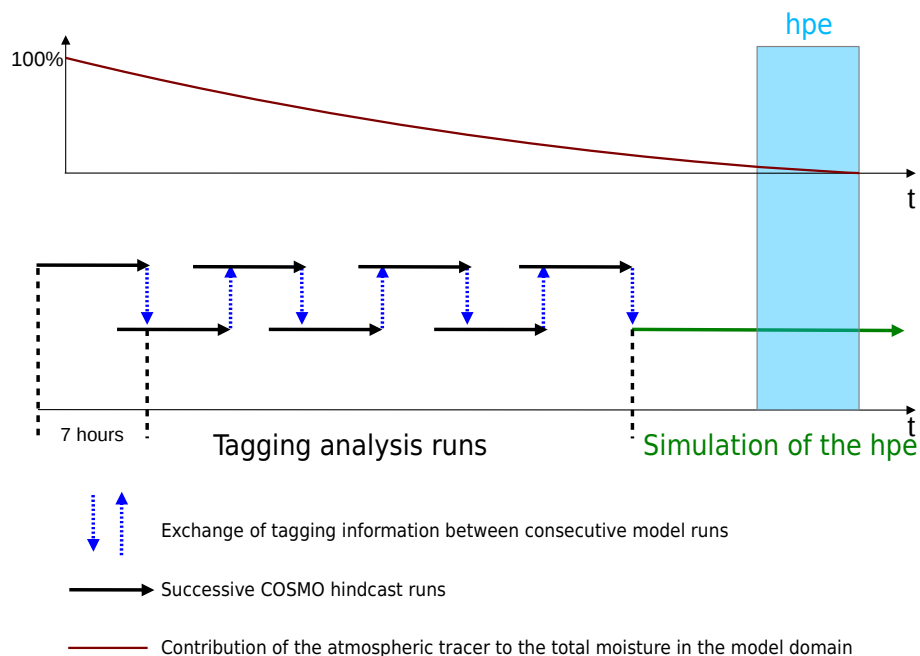 hpe
100%
t
t
7 hours
Tagging analysis runs
Simulation of the hpe
Exchange of tagging information between consecutive model runs
Successive COSMO hindcast runs
Contribution of the atmospheric tracer to the total moisture in the model domain